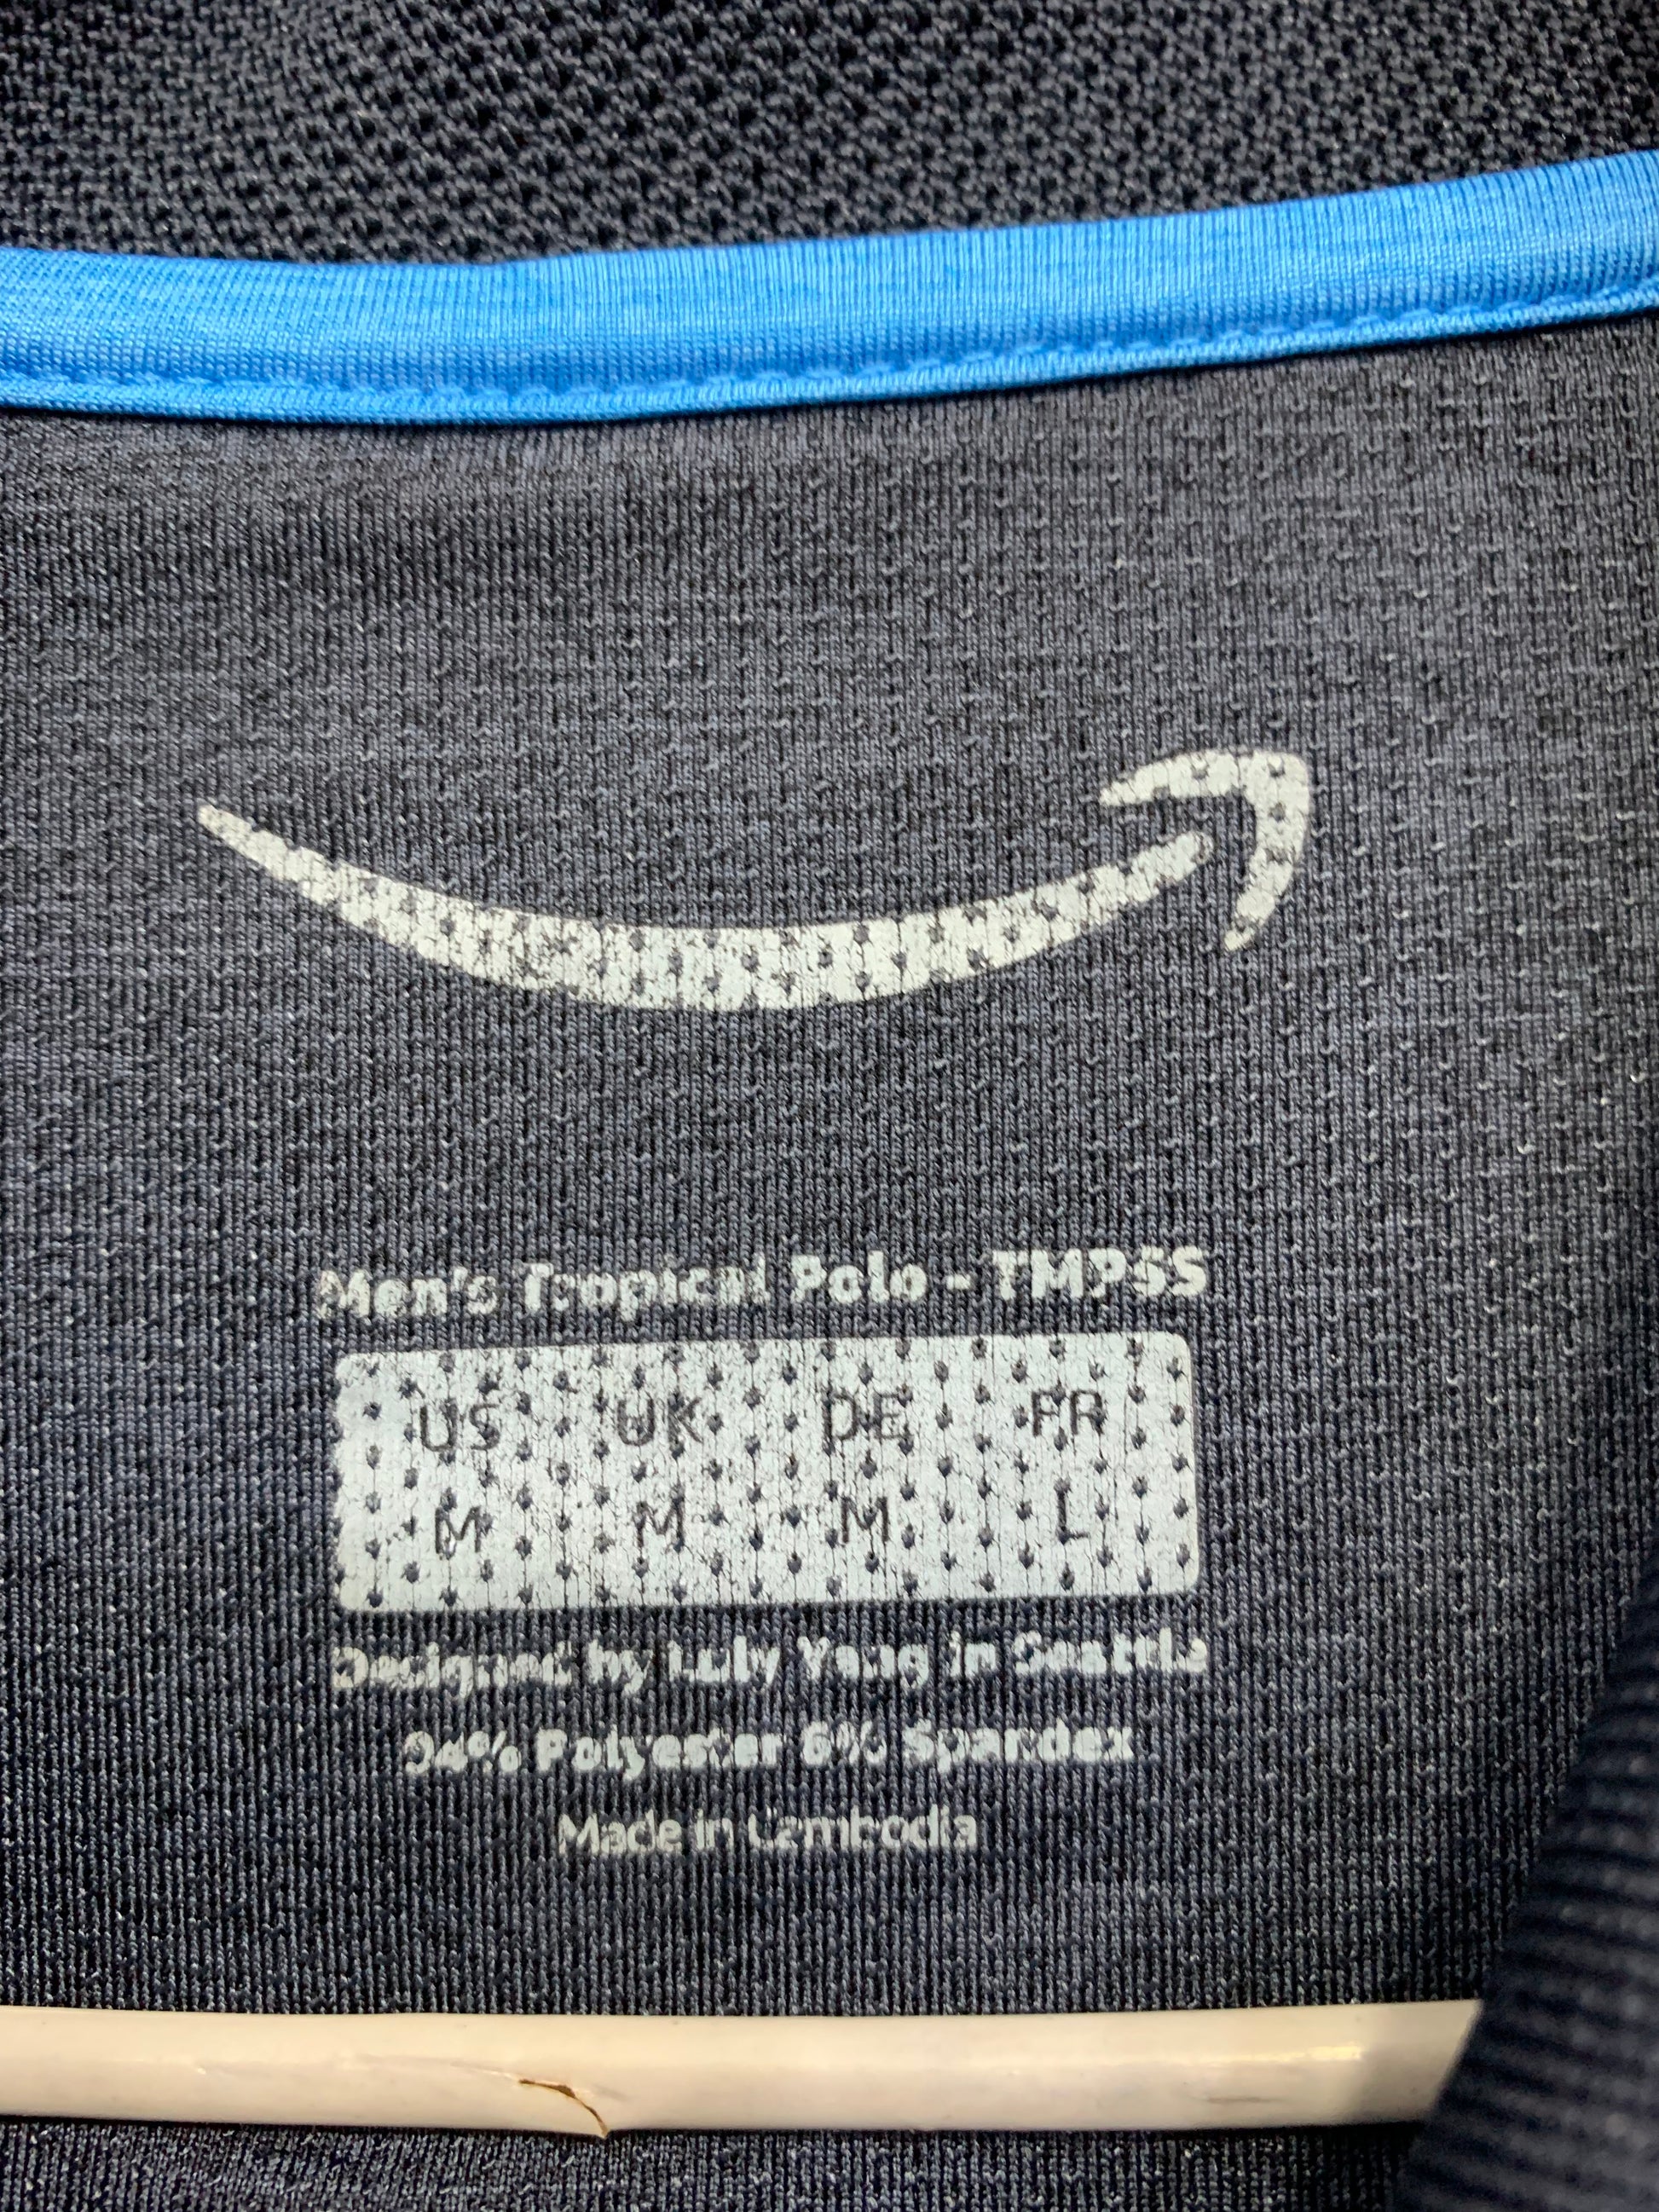 Men's Tropical Polo - TMPSS
US UK DE FR
M M M L
Designed by Luly Yang in Seattle
94% Polyester 6% Spandex
Made in Cambodia